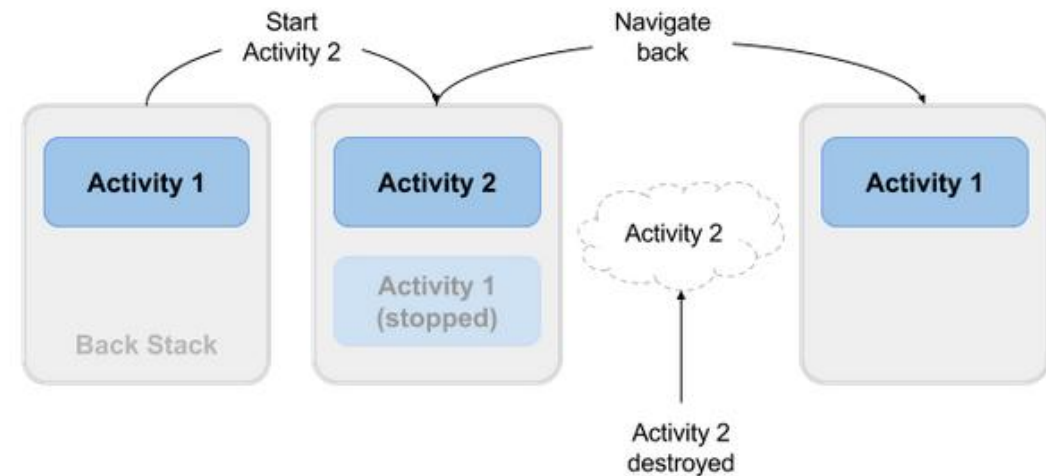 Start
Activity 2
Navigate
back
Activity 1
Activity 2
Activity 1
Activity 2
Activity 1
(stopped)
Back Stack
Activity 2
destroyed